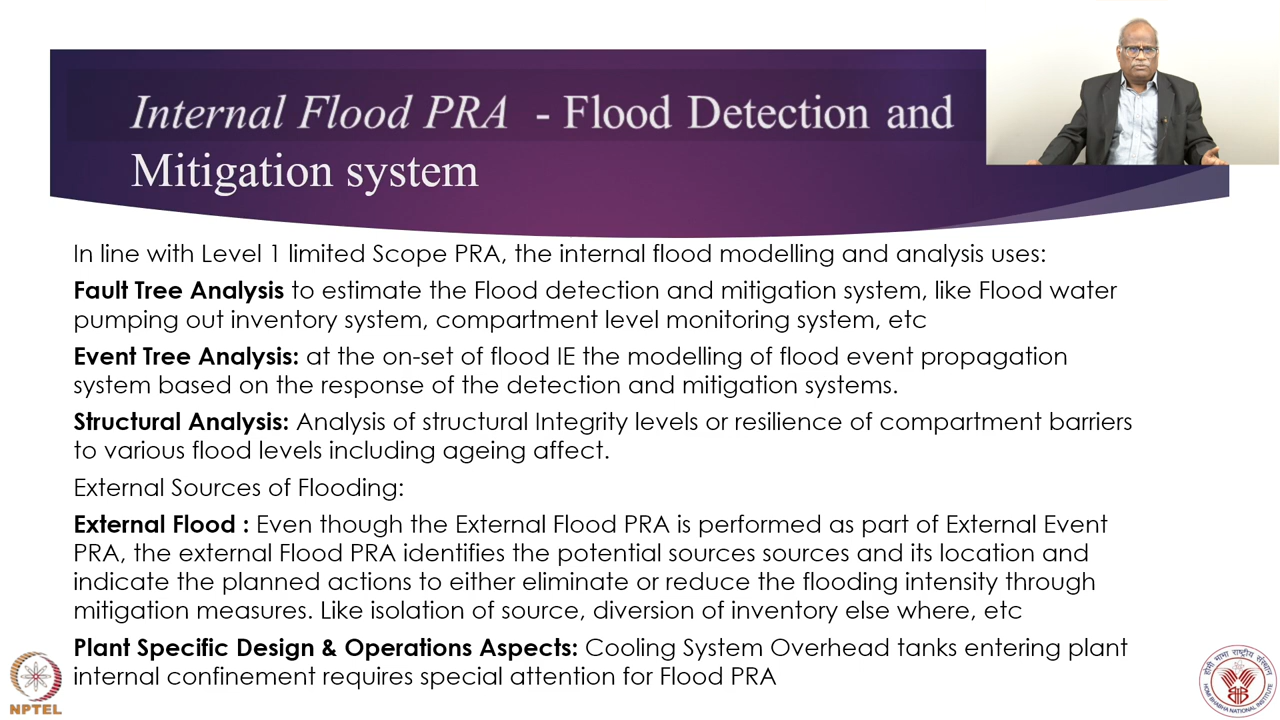 Internal Flood PRA - Flood Detection and
Mitigation system
In line with Level 1 limited Scope PRA, the internal flood modelling and analysis uses:
Fault Tree Analysis to estimate the Flood detection and mitigation system, like Flood water
pumping out inventory system, compartment level monitoring system, etc
Event Tree Analysis: at the on-set of flood IE the modelling of flood event propagation
system based on the response of the detection and mitigation systems.
Structural Analysis: Analysis of structural Integrity levels or resilience of compartment barriers
to various flood levels including ageing affect.
External Sources of Flooding:
External Flood : Even though the External Flood PRA is performed as part of External Event
PRA, the external Flood PRA identifies the potential sources sources and its location and
indicate the planned actions to either eliminate or reduce the flooding intensity through
mitigation measures. Like isolation of source, diversion of inventory else where, etc
Plant Specific Design & Operations Aspects: Cooling System Overhead tanks entering plant
internal confinement requires special attention for Flood PRA
NPTEL
होमी भाभा राष्ट्रीय संस्थान
HOMI BHABHA NATIONAL INSTITUTE